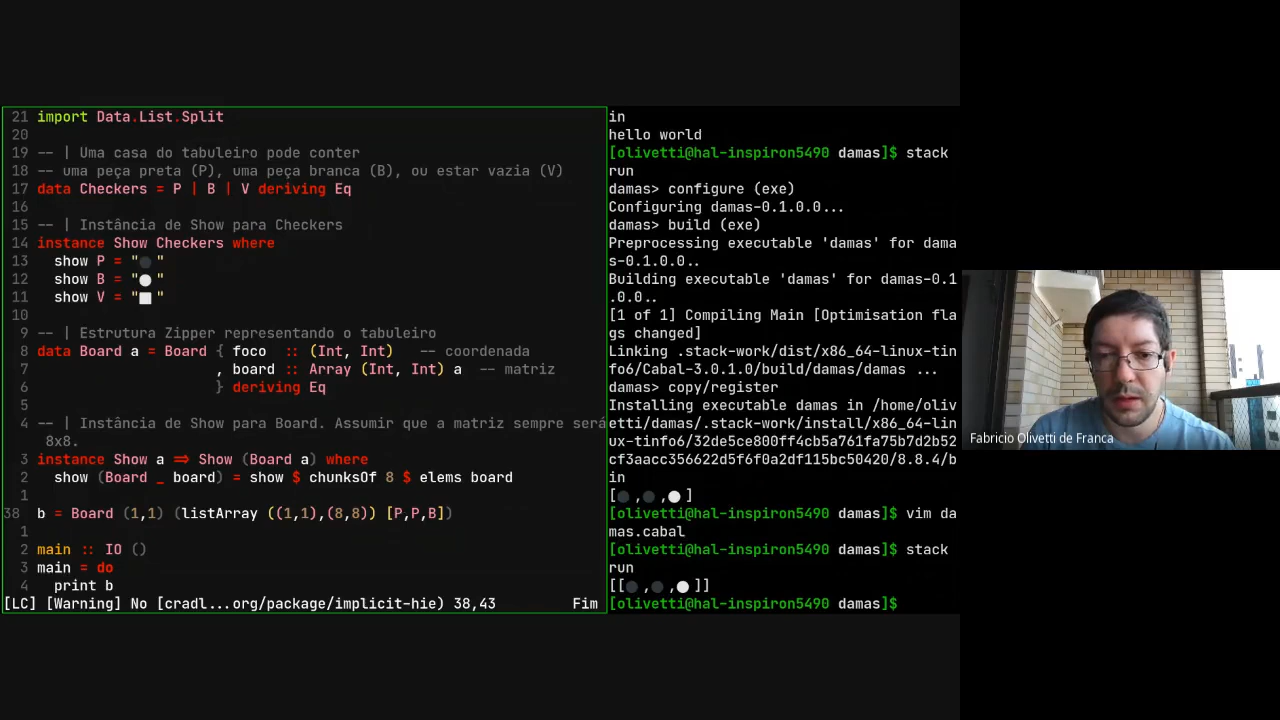 21 import Data.List.Split
20
19 -- | Uma casa do tabuleiro pode conter
18 -- uma peça preta (P), uma peça branca (B), ou estar vazia (V)
17 data Checkers = P | B | V deriving Eq
16
15 -- | Instância de Show para Checkers
14 instance Show Checkers where
13   show P = "⚫"
12   show B = "⚪"
11   show V = "⬜"
10
9 -- | Estrutura Zipper representando o tabuleiro
8 data Board a = Board { foco  :: (Int, Int)   -- coordenada
7                      , board :: Array (Int, Int) a  -- matriz
6                      } deriving Eq
5
4 -- | Instância de Show para Board. Assumir que a matriz sempre será
8x8.
3 instance Show a ⇒ Show (Board a) where
2   show (Board _ board) = show $ chunksOf 8 $ elems board
1
38 b = Board (1,1) (listArray ((1,1),(8,8)) [P,P,B])
1
2 main :: IO ()
3 main = do
4   print b
[LC] [Warning] No [cradl...org/package/implicit-hie) 38,43 Fim
in
hello world
[olivetti@hal-inspiron5490 damas]$ stack
run
damas> configure (exe)
Configuring damas-0.1.0.0...
damas> build (exe)
Preprocessing executable 'damas' for dama
s-0.1.0.0..
Building executable 'damas' for damas-0.1
.0.0..
[1 of 1] Compiling Main [Optimisation fla
gs changed]
Linking .stack-work/dist/x86_64-linux-tin
fo6/Cabal-3.0.1.0/build/damas/damas ...
damas> copy/register
Installing executable damas in /home/oliv
etti/damas/.stack-work/install/x86_64-lin
ux-tinfo6/32de5ce800ff4cb5a761fa75b7d2b52
cf3aacc356622d5f6f0a2df115bc50420/8.8.4/b
in
[⚫,⚫,⚪]
[olivetti@hal-inspiron5490 damas]$ vim da
mas.cabal
[olivetti@hal-inspiron5490 damas]$ stack
run
[[⚫,⚫,⚪]]
[olivetti@hal-inspiron5490 damas]$
Fabricio Olivetti de Franca